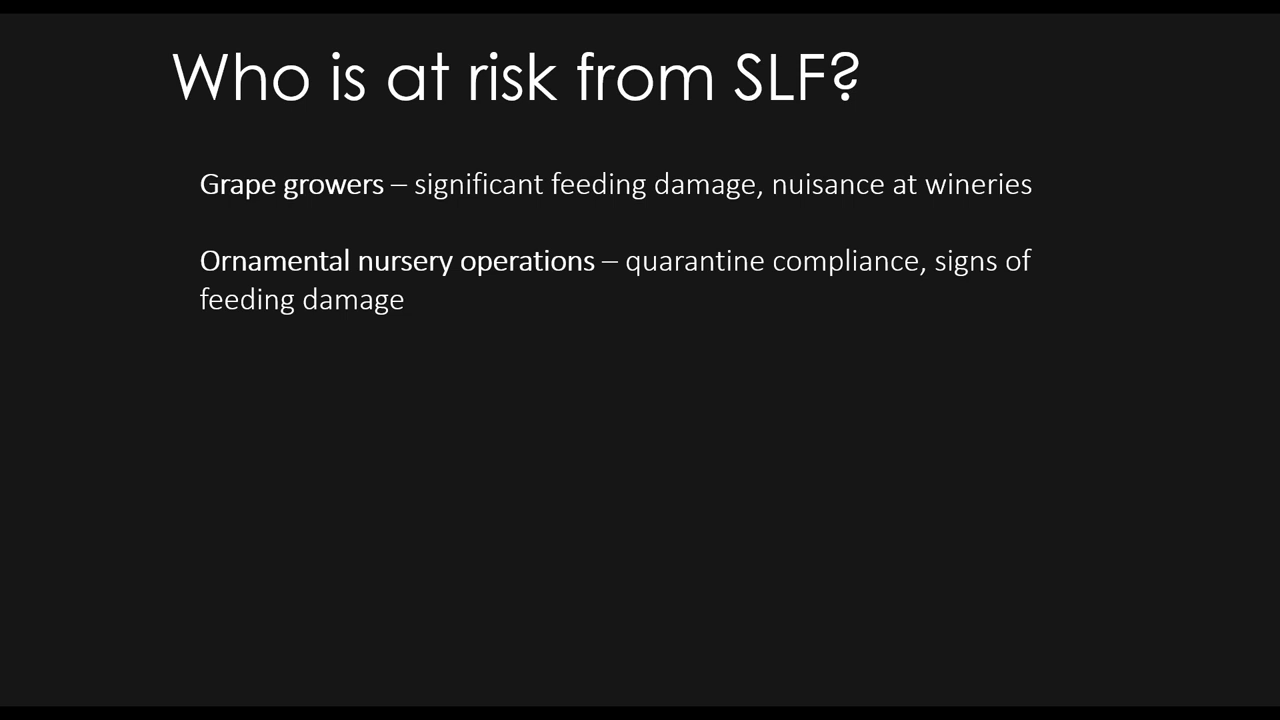 Who is at risk from SLF?
Grape growers – significant feeding damage, nuisance at wineries
Ornamental nursery operations – quarantine compliance, signs of
feeding damage